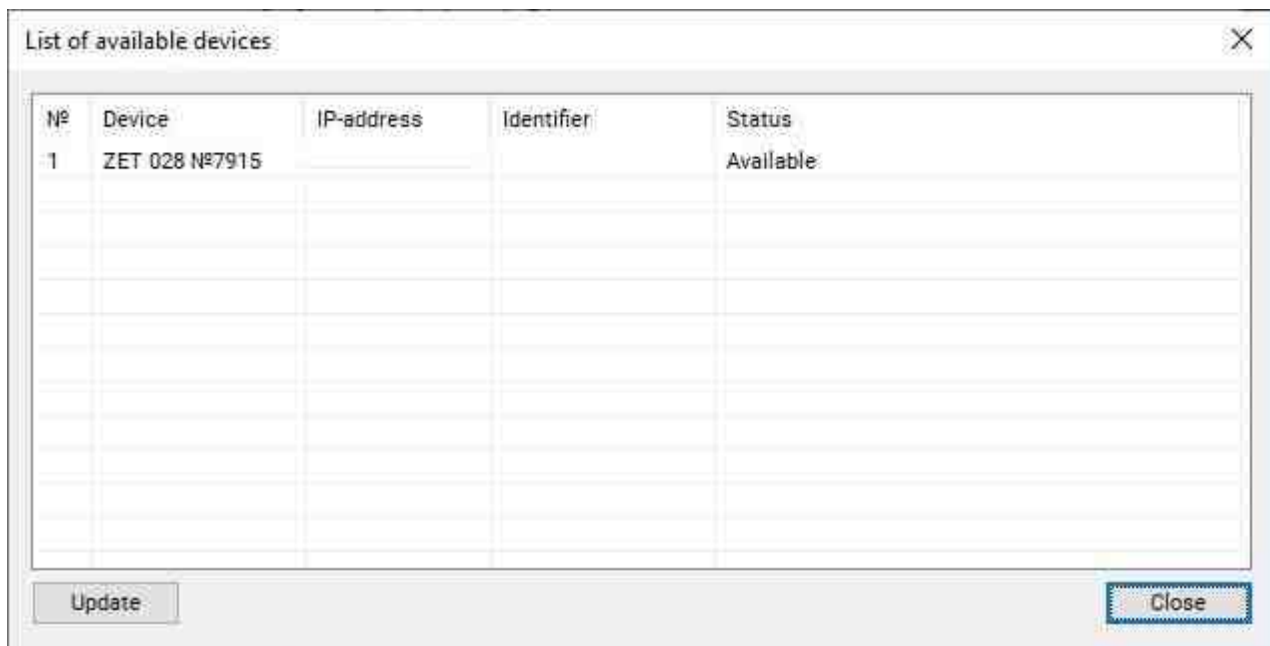 List of available devices
№ Device IP-address Identifier Status
1 ZET 028 №7915 Available
Update Close